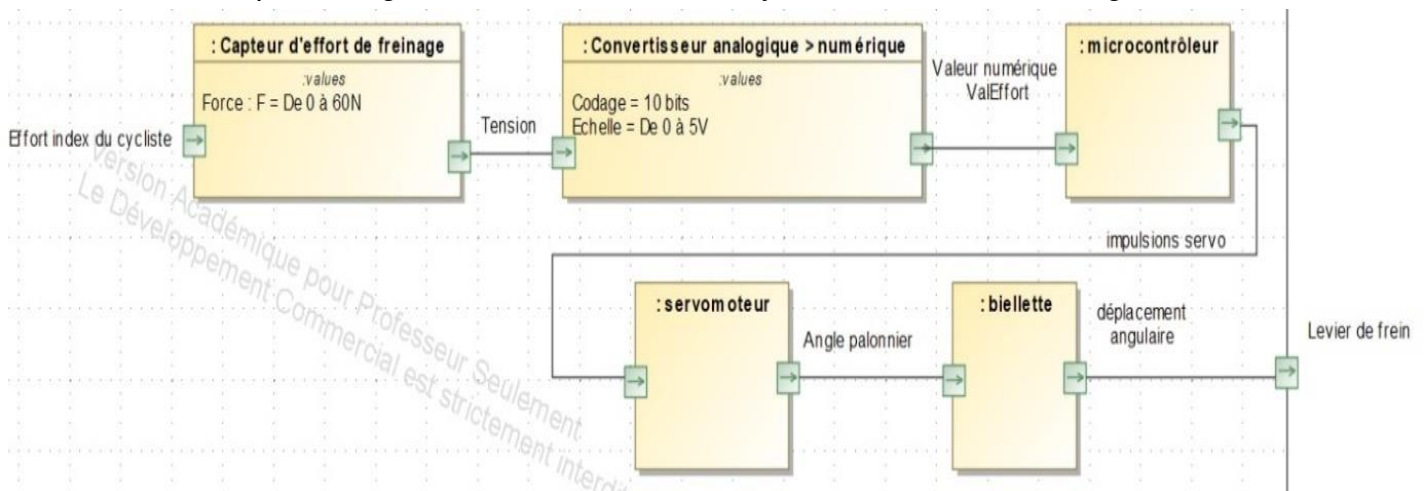 : Capteur d'effort de freinage
:values
Force : F = De 0 à 60N
Effort index du cycliste
Tension
: Convertisseur analogique > numérique
:values
Codage = 10 bits
Echelle = De 0 à 5V
Valeur numérique
ValEffort
: microcontrôleur
impulsions servo
: servomoteur
Angle palonnier
: biellette
déplacement
angulaire
Levier de frein
Version Académique pour Professeur Seulement
Le Développement Commercial est strictement interdit